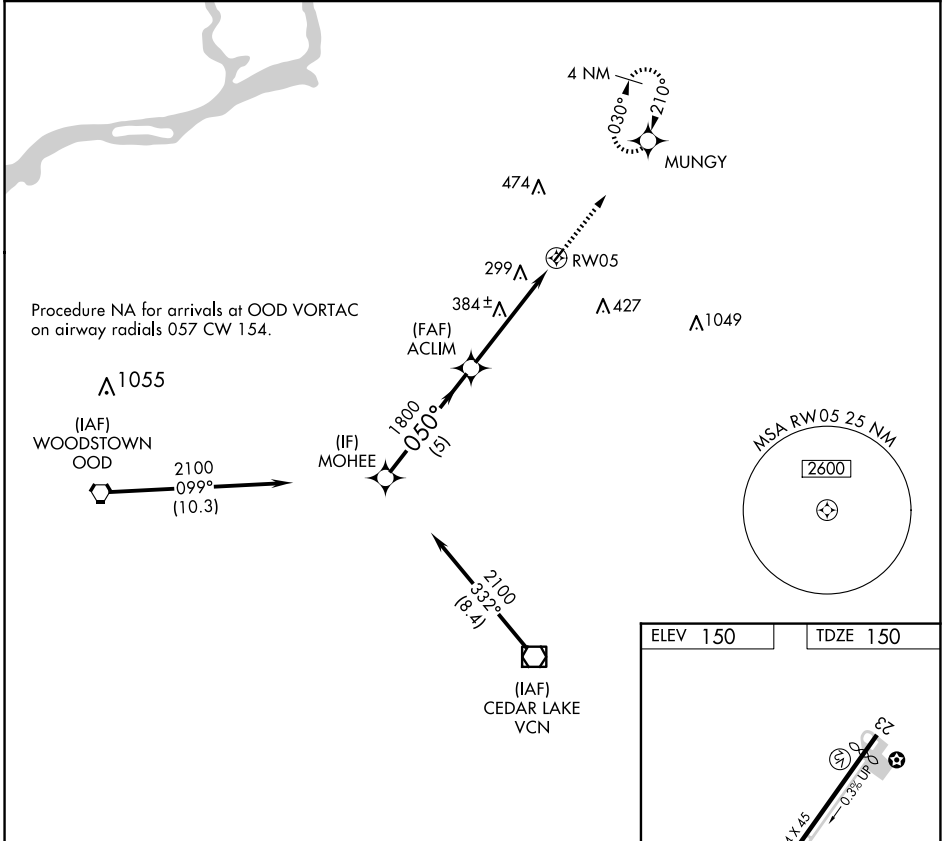 4 NM
030°
210°
MUNGY
474
RW05
299
384±
427
1049
Procedure NA for arrivals at OOD VORTAC
on airway radials 057 CW 154.
(FAF)
ACLIM
1055
(IAF)
WOODSTOWN
OOD
1800
050°
(5)
(IF)
MOHEE
2100
099°
(10.3)
MSA RW05 25 NM
2600
2100
332°
(8.4)
(IAF)
CEDAR LAKE
VCN
ELEV 150
TDZE 150
23
0.3% UP
X 45